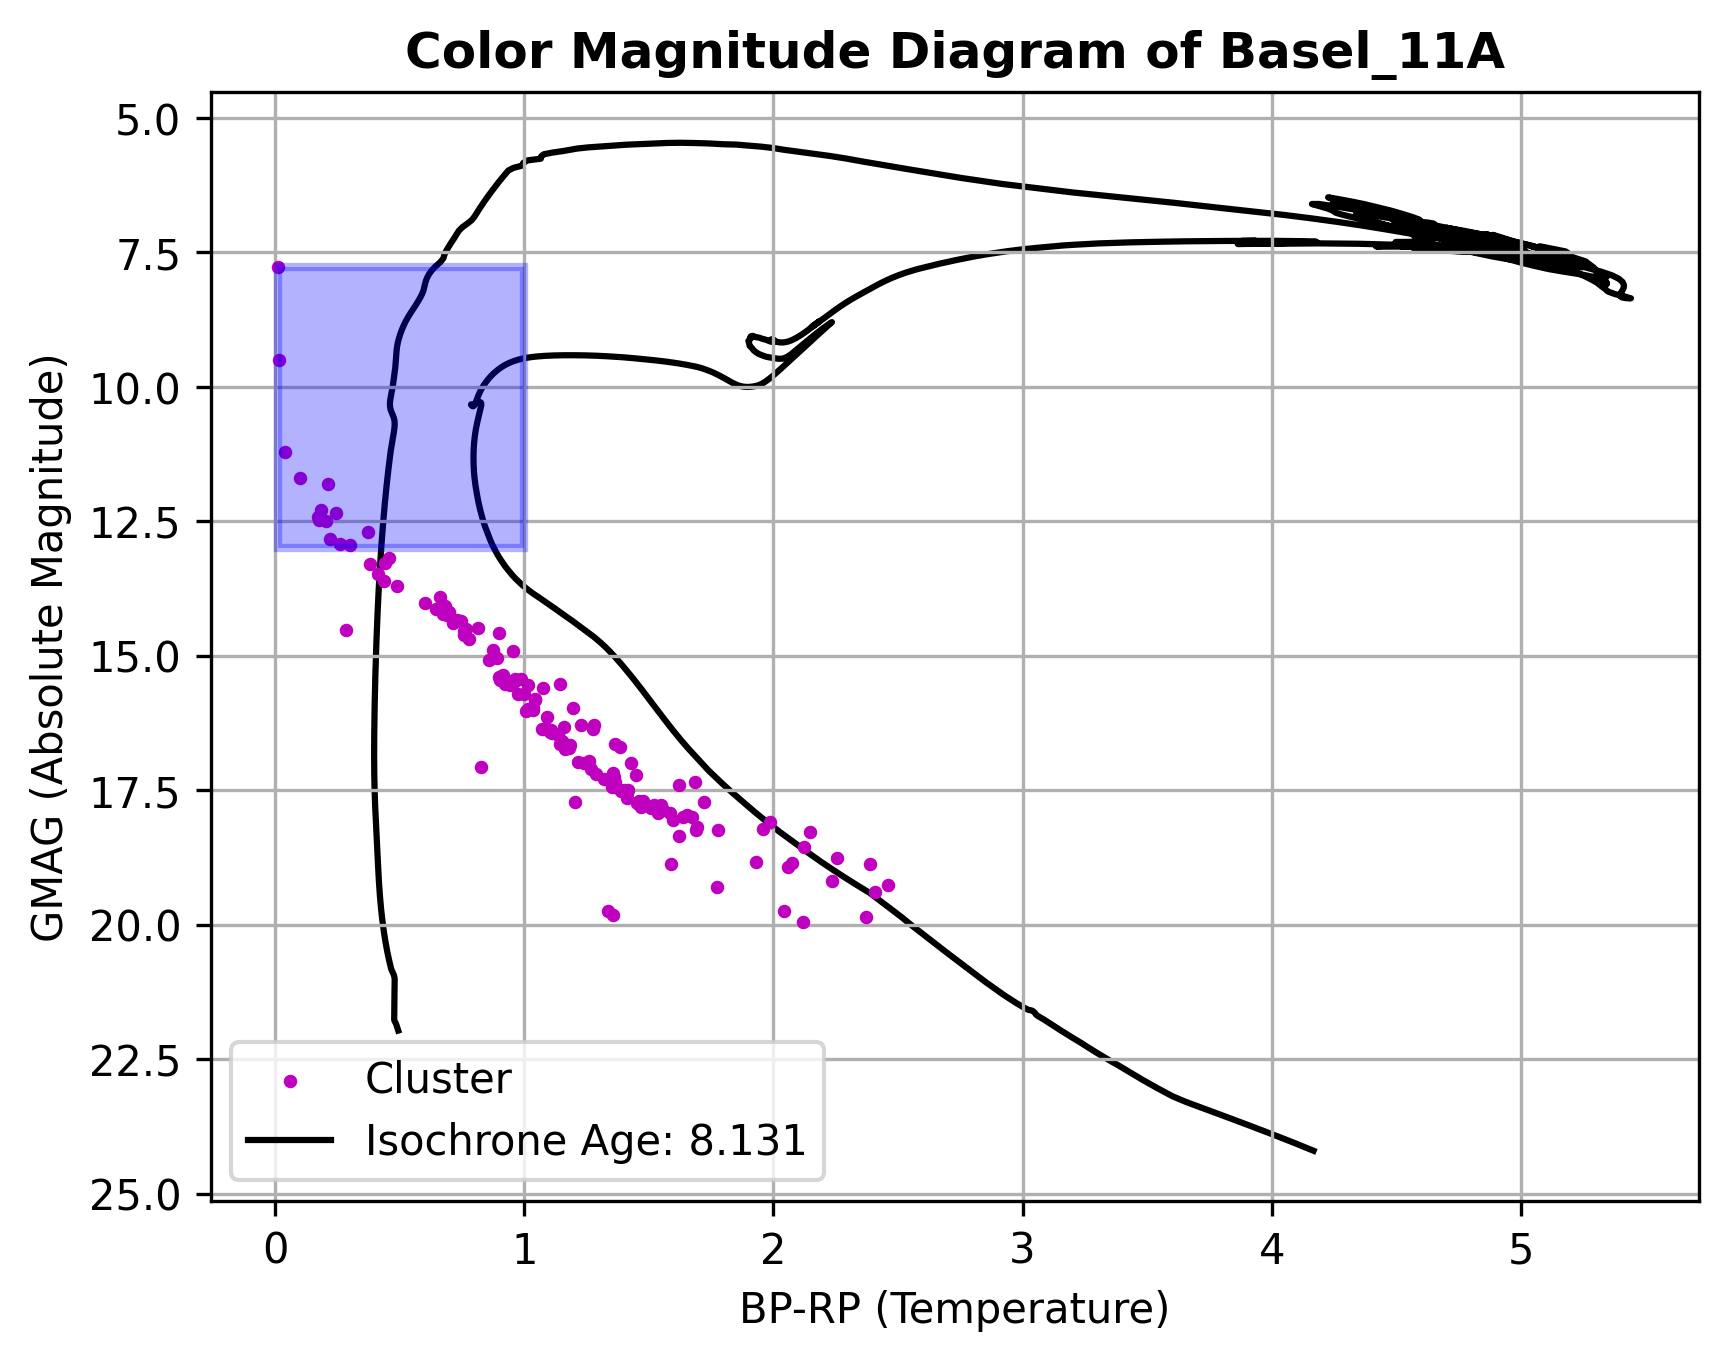 Color Magnitude Diagram of Basel_11A
GMAG (Absolute Magnitude)
5.0
7.5
10.0
12.5
15.0
17.5
20.0
22.5
25.0
Cluster
Isochrone Age: 8.131
0 1 2 3 4 5
BP-RP (Temperature)